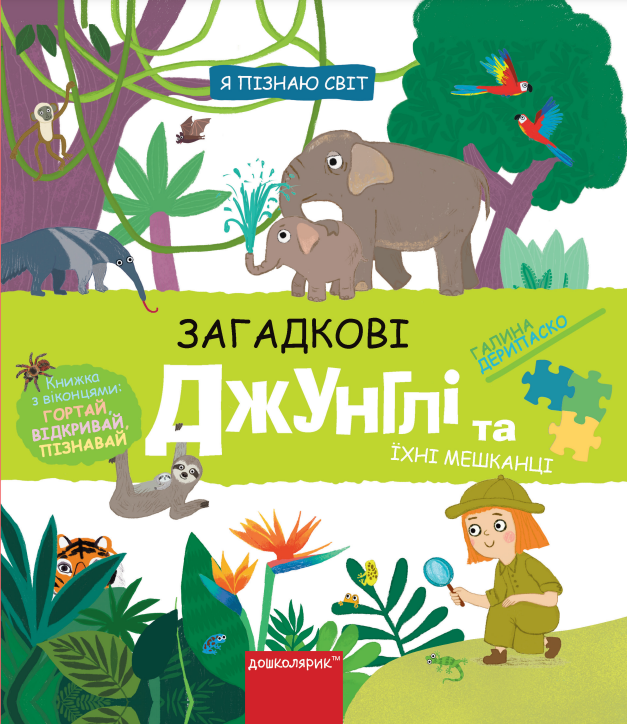 Я ПІЗНАЮ СВІТ
ЗАГАДКОВІ
ДЖУНГЛІ та
ЇХНІ МЕШКАНЦІ
ГАЛИНА
ДЕРИПАСКО
Книжка
з віконцями:
ГОРТАЙ,
ВІДКРИВАЙ,
ПІЗНАВАЙ
ДОШКОЛЯРИК™